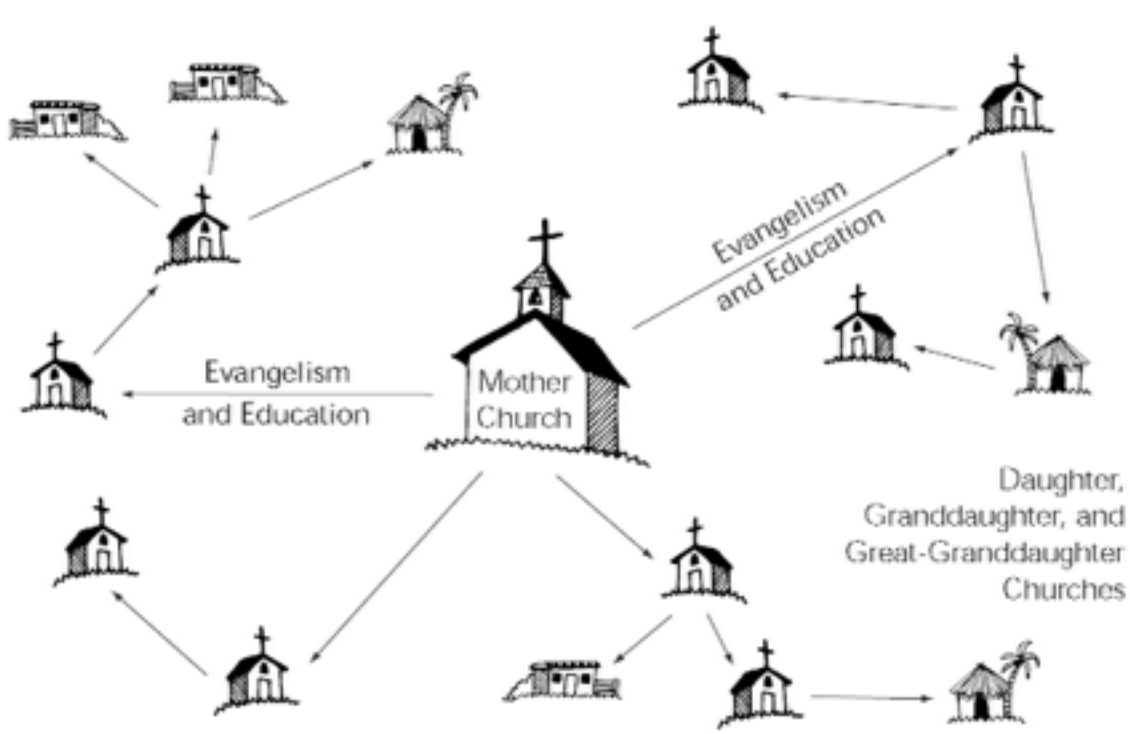 Evangelism
and Education
Evangelism
and Education
Mother
Church
Daughter,
Granddaughter, and
Great-Granddaughter
Churches